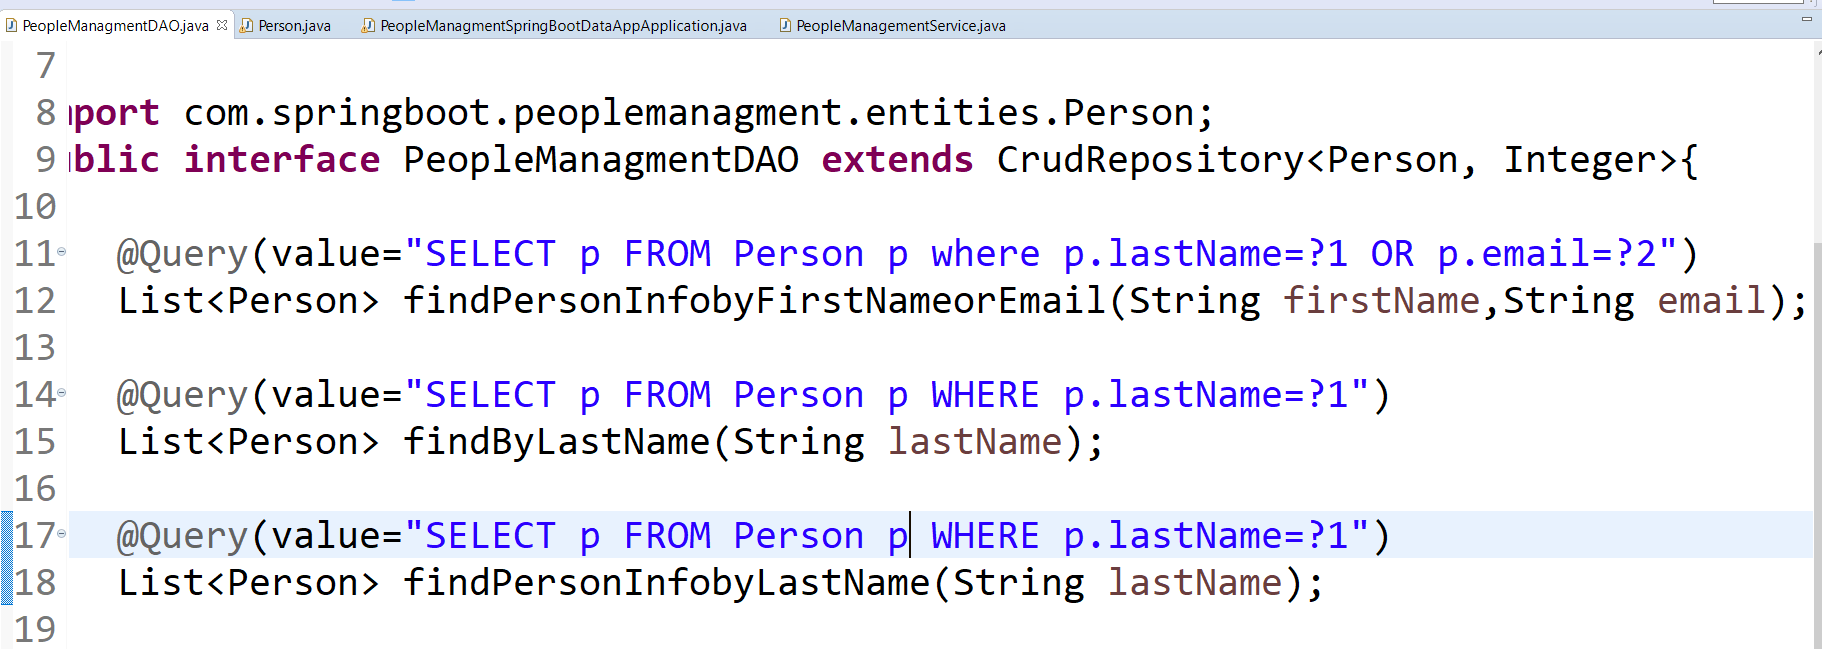 PeopleManagmentDAO.java Person.java PeopleManagmentSpringBootDataAppApplication.java PeopleManagementService.java
7
8 port com.springboot.peoplemanagment.entities.Person;
9 blic interface PeopleManagmentDAO extends CrudRepository<Person, Integer>{
10
11 @Query(value="SELECT p FROM Person p where p.lastName=?1 OR p.email=?2")
12 List<Person> findPersonInfobyFirstNameorEmail(String firstName,String email);
13
14 @Query(value="SELECT p FROM Person p WHERE p.lastName=?1")
15 List<Person> findByLastName(String lastName);
16
17 @Query(value="SELECT p FROM Person p WHERE p.lastName=?1")
18 List<Person> findPersonInfobyLastName(String lastName);
19